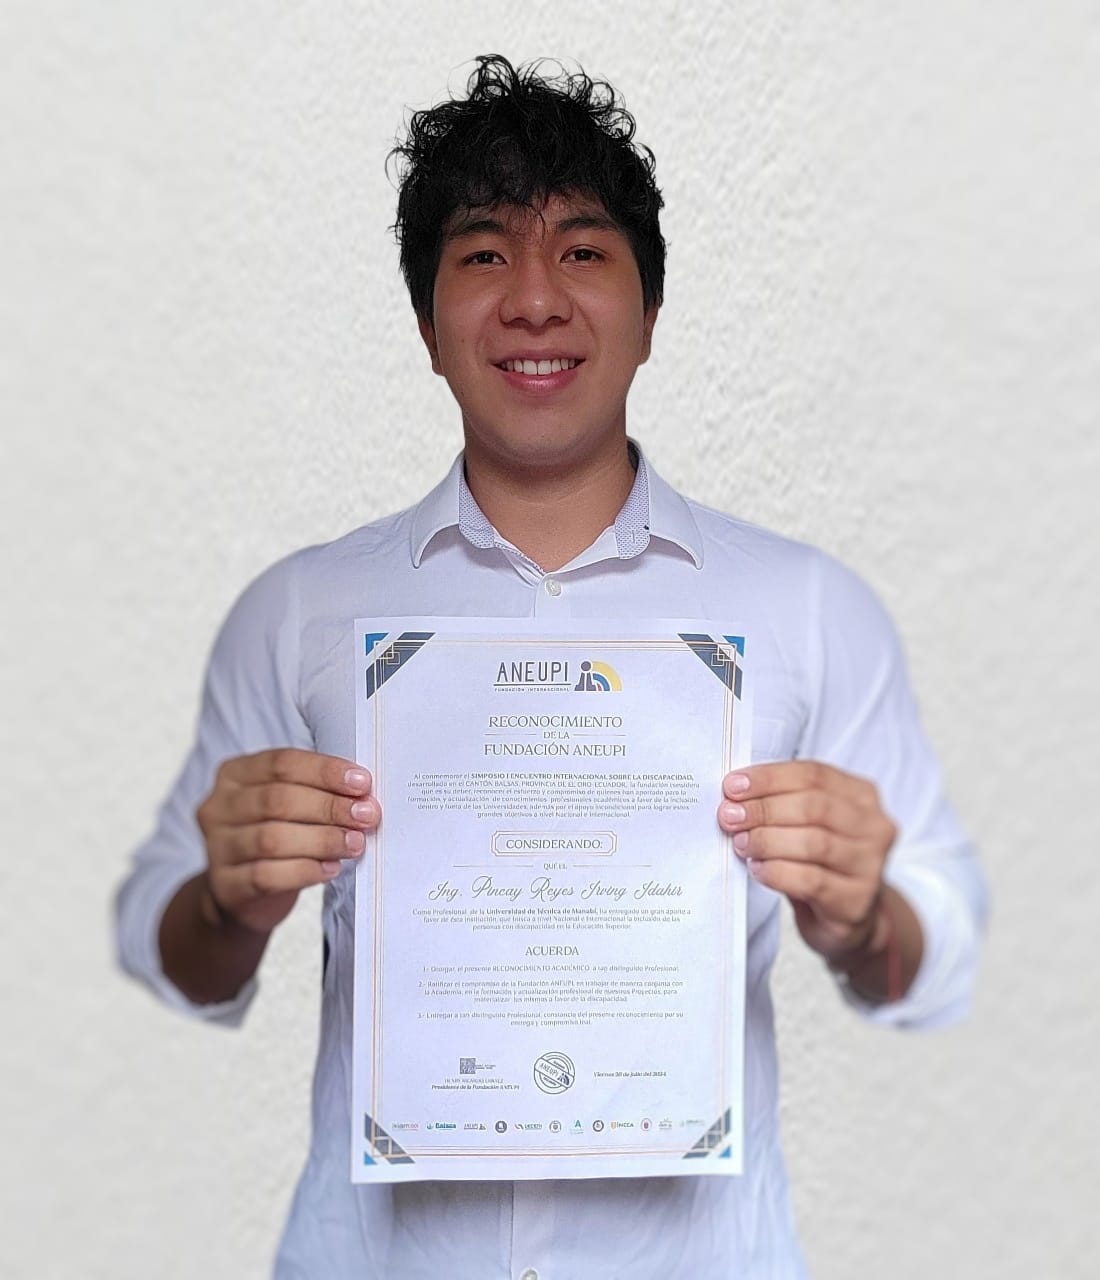 ANEUPI
FUNDACIÓN INTERNACIONAL
RECONOCIMIENTO
DE LA
FUNDACIÓN ANEUPI
Al conmemorar el SIMPOSIO I ENCUENTRO INTERNACIONAL SOBRE LA DISCAPACIDAD,
desarrollado en el CANTÓN BALSAS, PROVINCIA DE EL ORO-ECUADOR, la fundación considera
que es su deber, reconocer el esfuerzo y compromiso de quienes han aportado para la
formación, y actualización de conocimientos profesionales académicos a favor de la inclusión,
dentro y fuera de las Universidades, además por el apoyo incondicional para lograr estos
grandes objetivos a nivel Nacional e Internacional.
CONSIDERANDO:
QUE EL
Ing. Pincay Reyes Irving Idahir
Como Profesional de la Universidad de Técnica de Manabí, ha entregado un gran aporte a
favor de ésta institución, que busca a nivel Nacional e Internacional la inclusión de las
personas con discapacidad en la Educación Superior.
ACUERDA
1.- Otorgar, el presente RECONOCIMIENTO ACADÉMICO a tan distinguido Profesional.
2.- Ratificar el compromiso de la Fundación ANEUPI, en trabajar de manera conjunta con
la Academia, en la formación y actualización profesional de nuestros Proyectos, para
materializar los mismos a favor de la discapacidad.
3.- Entregar a tan distinguido Profesional, constancia del presente reconocimiento por su
entrega y compromiso leal.
ANEUPI
Viernes 26 de julio del 2024
Presidente de la Fundación ANEUPI
Balsas
ANEUPI
UINCCA